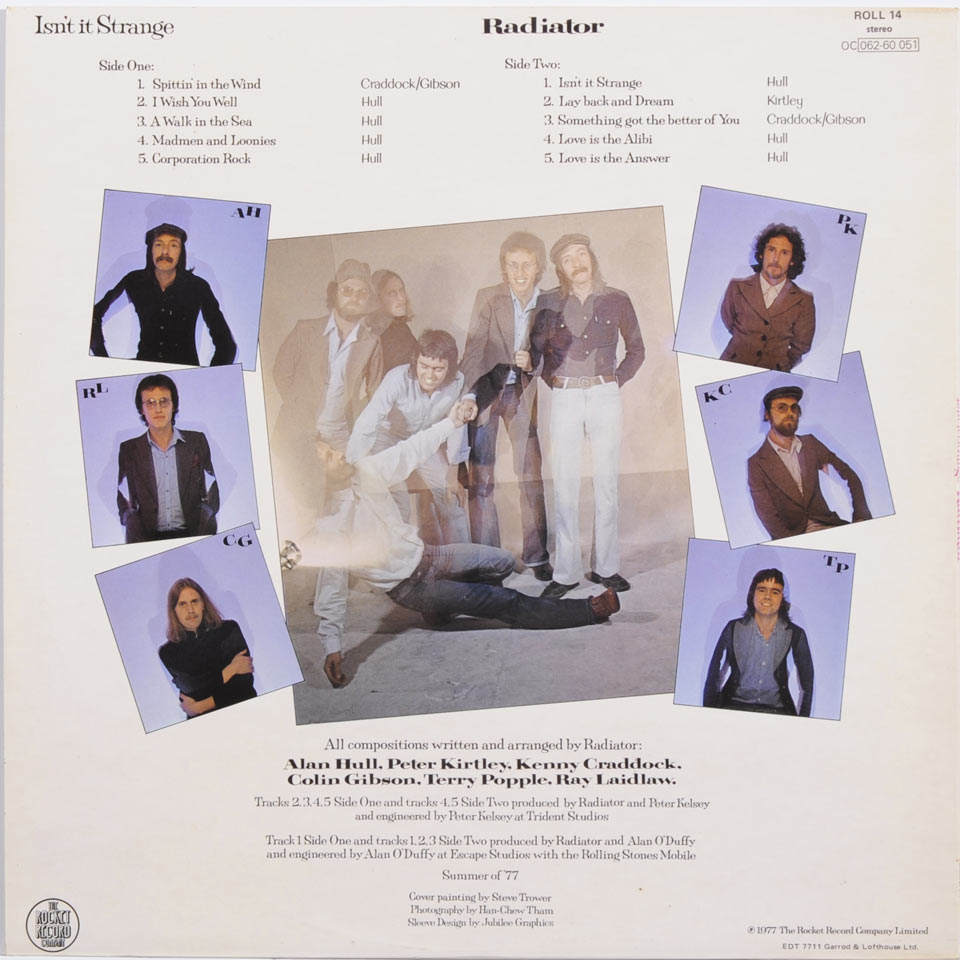 Isn't it Strange
Radiator
ROLL 14
stereo
OC 062-60 051
Side One:
1. Spittin' in the Wind Craddock/Gibson
2. I Wish You Well Hull
3. A Walk in the Sea Hull
4. Madmen and Loonies Hull
5. Corporation Rock Hull
Side Two:
1. Isn't it Strange Hull
2. Lay back and Dream Kirtley
3. Something got the better of You Craddock/Gibson
4. Love is the Alibi Hull
5. Love is the Answer Hull
AH
PK
RL
KC
CG
TP
All compositions written and arranged by Radiator:
Alan Hull, Peter Kirtley, Kenny Craddock,
Colin Gibson, Terry Popple, Ray Laidlaw.
Tracks 2.3.4.5 Side One and tracks 4.5 Side Two produced by Radiator and Peter Kelsey
and engineered by Peter Kelsey at Trident Studios
Track 1 Side One and tracks 1.2.3 Side Two produced by Radiator and Alan O'Duffy
and engineered by Alan O'Duffy at Escape Studios with the Rolling Stones Mobile
Summer of '77
Cover painting by Steve Trower
Photography by Han-Chew Tham
Sleeve Design by Jubilee Graphics
THE
ROCKET
RECORD
COMPANY
℗ 1977 The Rocket Record Company Limited
EDT 7711 Garrod & Lofthouse Ltd.